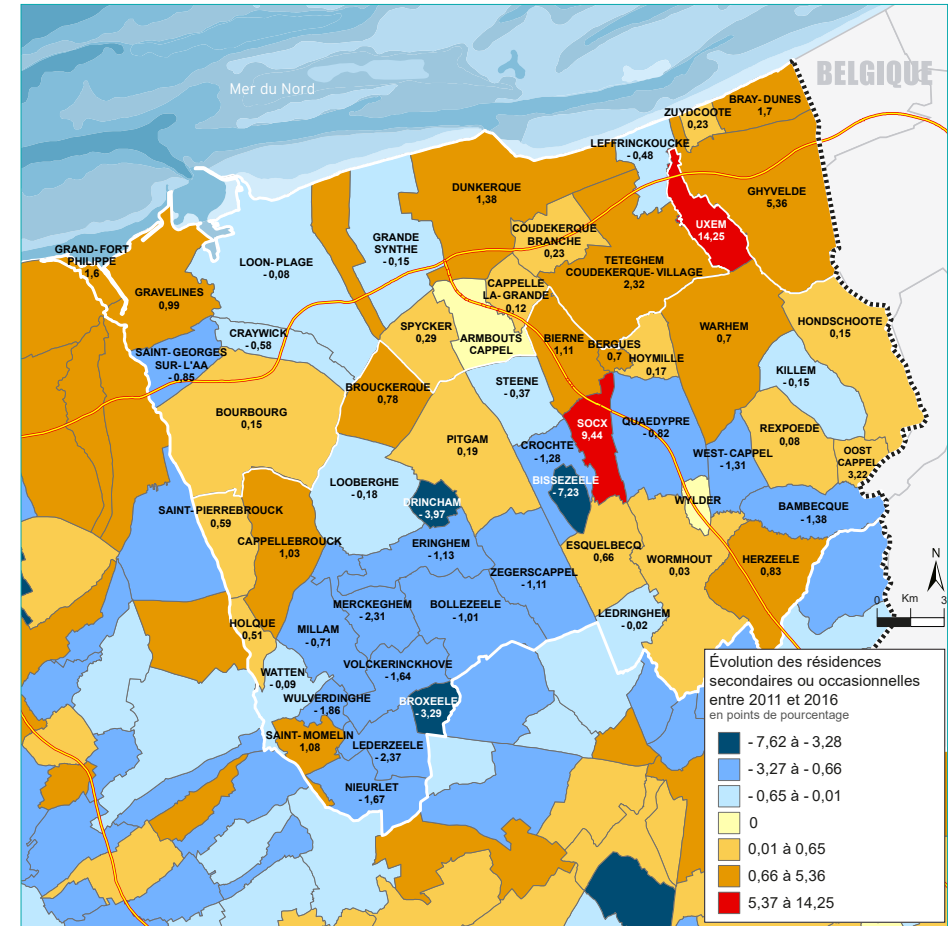 BELGIQUE
Mer du Nord
BRAY- DUNES
1,7
ZUYDCOOTE
0,23
LEFFRINCKOUCKE
- 0,48
GHYVELDE
5,36
DUNKERQUE
1,38
UXEM
14,25
COUDEKERQUE
BRANCHE
0,23
GRANDE
SYNTHE
- 0,15
GRAND- FORT
PHILIPPE
1,6
LOON- PLAGE
- 0,08
TETEGHEM
COUDEKERQUE- VILLAGE
2,32
GRAVELINES
0,99
CAPPELLE
LA- GRANDE
0,12
HONDSCHOOTE
0,15
SPYCKER
0,29
WARHEM
0,7
CRAYWICK
- 0,58
ARMBOUTS
CAPPEL
BIERNE
1,11
BERGUES
0,7
HOYMILLE
0,17
SAINT- GEORGES
SUR- L'AA
- 0,85
KILLEM
- 0,15
STEENE
- 0,37
BROUCKERQUE
0,78
BOURBOURG
0,15
SOCX
9,44
QUAEDYPRE
- 0,82
REXPOEDE
0,08
PITGAM
0,19
CROCHTE
- 1,28
WEST- CAPPEL
- 1,31
OOST
CAPPEL
3,22
LOOBERGHE
- 0,18
BISSEZEELE
- 7,23
DRINCHAM
- 3,97
WYLDER
BAMBECQUE
- 1,38
SAINT- PIERREBROUCK
0,59
CAPPELLEBROUCK
1,03
ERINGHEM
- 1,13
ESQUELBECQ
0,66
WORMHOUT
0,03
HERZEELE
0,83
ZEGERSCAPPEL
- 1,11
MERCKEGHEM
- 2,31
BOLLEZEELE
- 1,01
LEDRINGHEM
- 0,02
HOLQUE
0,51
MILLAM
- 0,71
VOLCKERINCKHOVE
- 1,64
WATTEN
- 0,09
WULVERDINGHE
- 1,86
BROXEELE
- 3,29
SAINT- MOMELIN
1,08
LEDERZEELE
- 2,37
NIEURLET
- 1,67
N
0 Km 3
Évolution des résidences
secondaires ou occasionnelles
entre 2011 et 2016
en points de pourcentage
- 7,62 à - 3,28
- 3,27 à - 0,66
- 0,65 à - 0,01
0
0,01 à 0,65
0,66 à 5,36
5,37 à 14,25